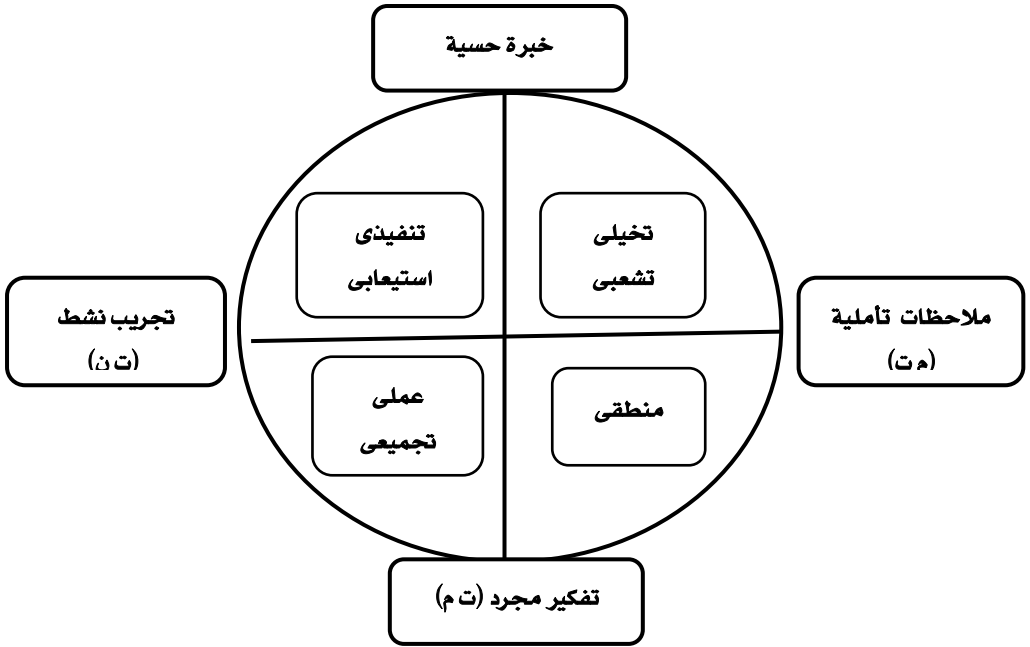 خبرة حسية
تخيلى
تشعبى
تنفيذى
استيعابى
ملاحظات تأملية
(م ت)
تجريب نشط
(ت ن)
منطقى
عملى
تجميعى
تفكير مجرد (ت م)